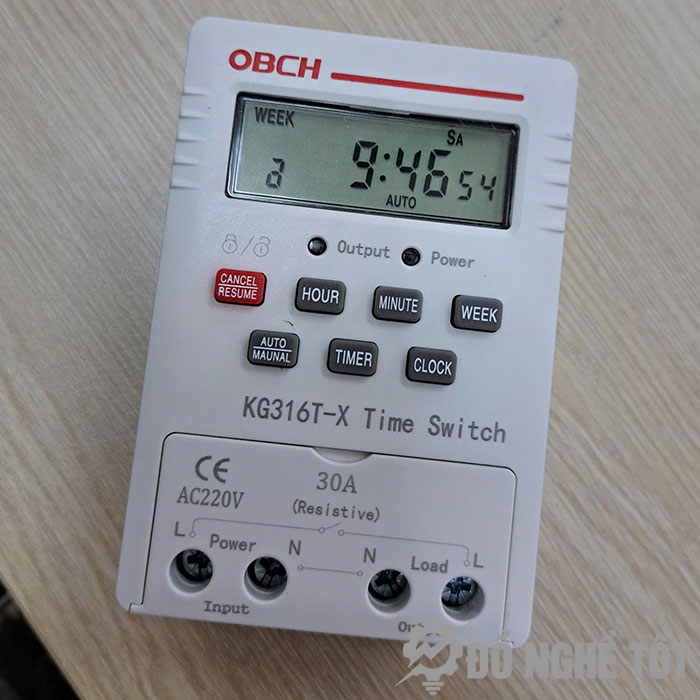 OBCH
WEEK
SA
a 9:46 54
AUTO
Output Power
CANCEL
RESUME
HOUR MINUTE WEEK
AUTO
MAUNAL
TIMER CLOCK
KG316T-X Time Switch
CE
AC220V
30A
(Resistive)
L Power N N Load L
Input
ĐỒ NGHỀ TỐT